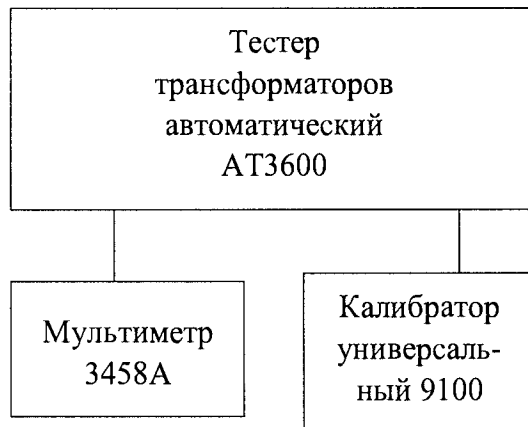 Тестер
трансформаторов
автоматический
АТ3600
Мультиметр
3458А
Калибратор
универсаль-
ный 9100